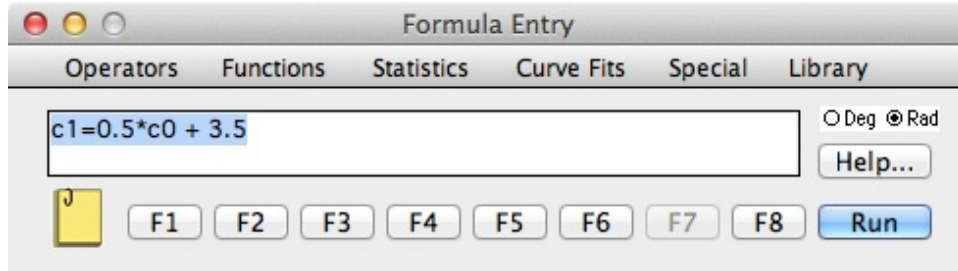 Formula Entry
Operators Functions Statistics Curve Fits Special Library
c1=0.5*c0 + 3.5
Deg Rad
Help...
F1 F2 F3 F4 F5 F6 F7 F8 Run